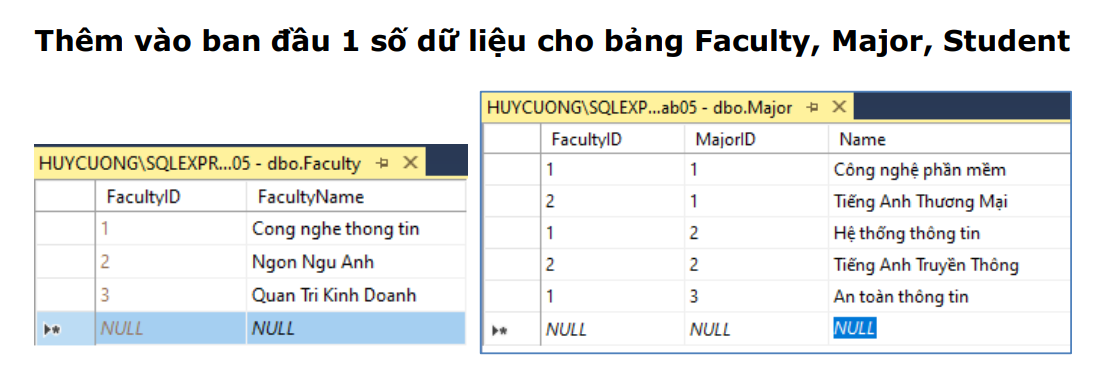 Thêm vào ban đầu 1 số dữ liệu cho bảng Faculty, Major, Student
HUYCUONG\SQLEXPR...05 - dbo.Faculty
FacultyID FacultyName
1 Cong nghe thong tin
2 Ngon Ngu Anh
3 Quan Tri Kinh Doanh
NULL NULL
HUYCUONG\SQLEXP...ab05 - dbo.Major
FacultyID MajorID Name
1 1 Công nghệ phần mềm
2 1 Tiếng Anh Thương Mại
1 2 Hệ thống thông tin
2 2 Tiếng Anh Truyền Thông
1 3 An toàn thông tin
NULL NULL NULL